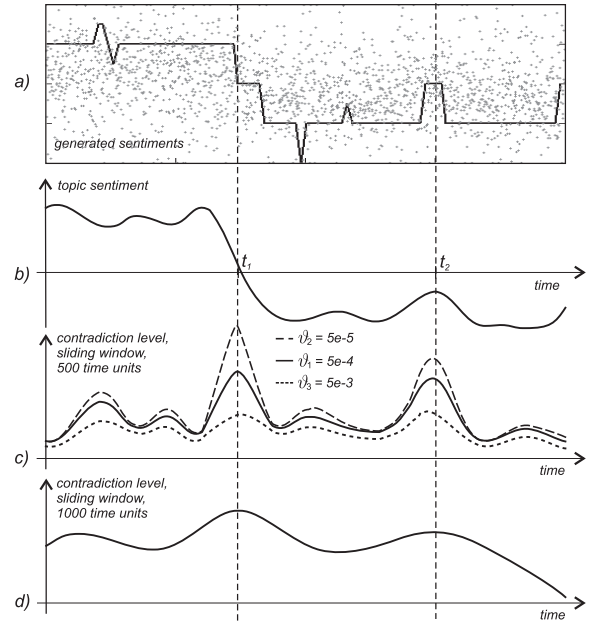 a)
generated sentiments
topic sentiment
t1
t2
b)
time
contradiction level,
sliding window,
500 time units
ϑ2 = 5e-5
ϑ1 = 5e-4
ϑ3 = 5e-3
c)
time
contradiction level,
sliding window,
1000 time units
d)
time